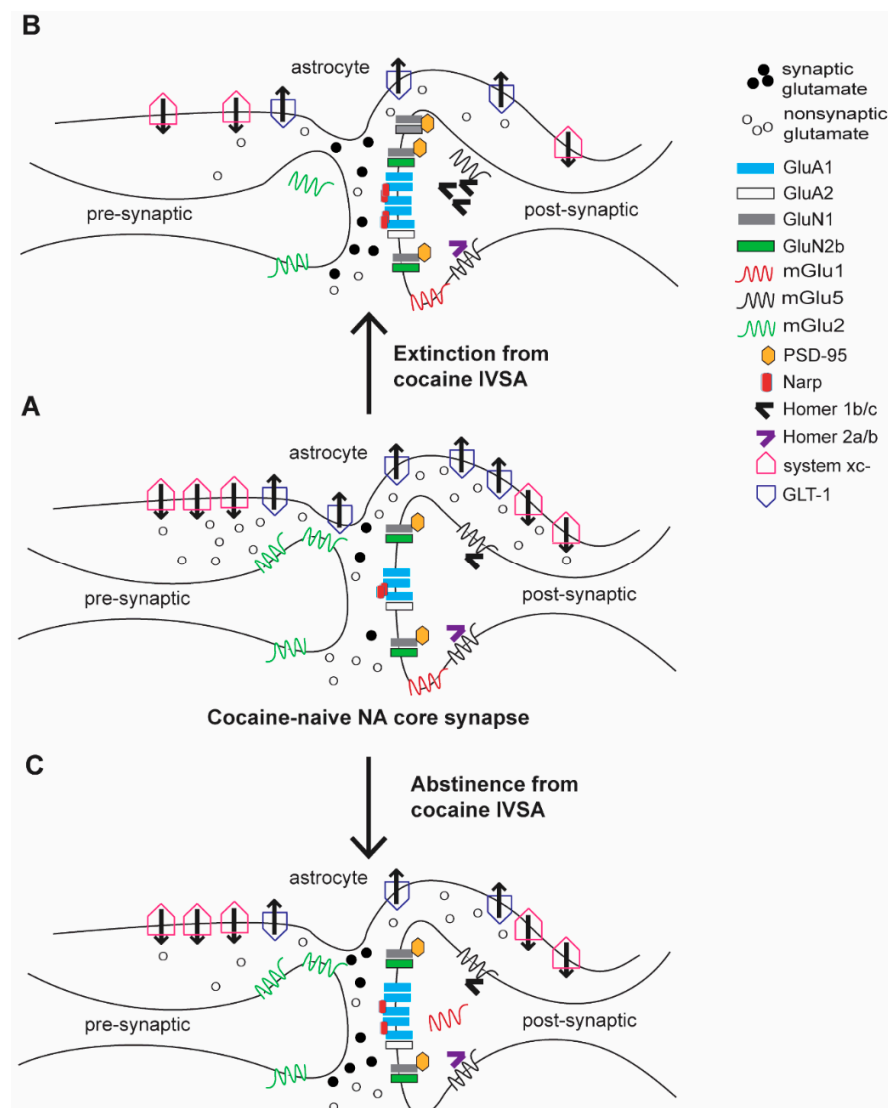 B
astrocyte
pre-synaptic
post-synaptic
synaptic
glutamate
nonsynaptic
glutamate
GluA1
GluA2
GluN1
GluN2b
mGlu1
mGlu5
mGlu2
PSD-95
Narp
Homer 1b/c
Homer 2a/b
system xc-
GLT-1
Extinction from
cocaine IVSA
A
astrocyte
pre-synaptic
post-synaptic
Cocaine-naive NA core synapse
C
Abstinence from
cocaine IVSA
astrocyte
pre-synaptic
post-synaptic